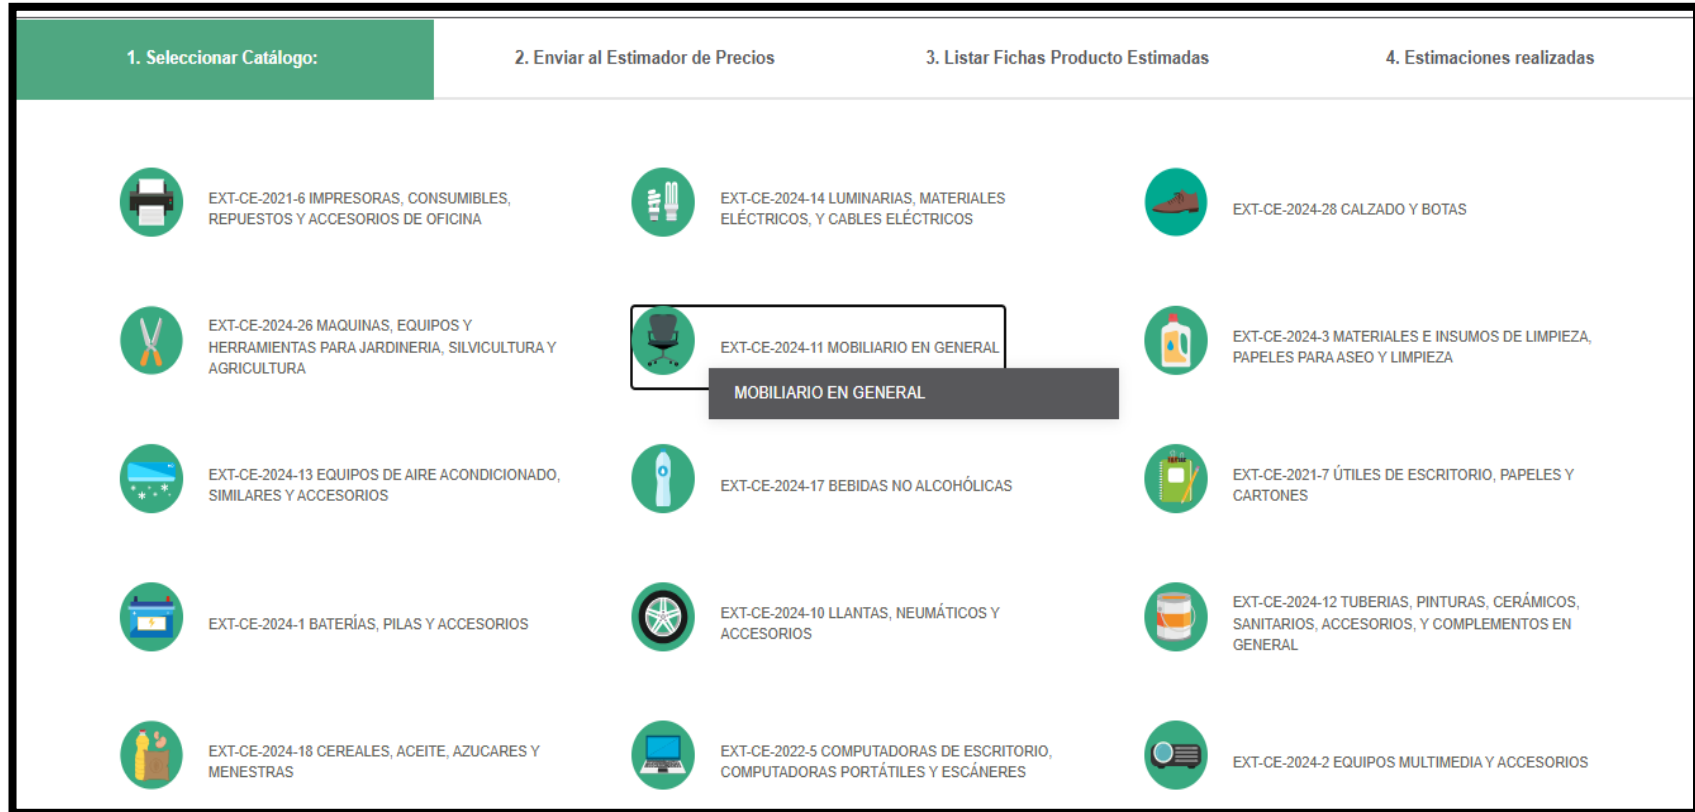 1. Seleccionar Catálogo:
2. Enviar al Estimador de Precios
3. Listar Fichas Producto Estimadas
4. Estimaciones realizadas
EXT-CE-2021-6 IMPRESORAS, CONSUMIBLES,
REPUESTOS Y ACCESORIOS DE OFICINA
EXT-CE-2024-14 LUMINARIAS, MATERIALES
ELÉCTRICOS, Y CABLES ELÉCTRICOS
EXT-CE-2024-28 CALZADO Y BOTAS
EXT-CE-2024-26 MAQUINAS, EQUIPOS Y
HERRAMIENTAS PARA JARDINERIA, SILVICULTURA Y
AGRICULTURA
EXT-CE-2024-11 MOBILIARIO EN GENERAL
MOBILIARIO EN GENERAL
EXT-CE-2024-3 MATERIALES E INSUMOS DE LIMPIEZA,
PAPELES PARA ASEO Y LIMPIEZA
EXT-CE-2024-13 EQUIPOS DE AIRE ACONDICIONADO,
SIMILARES Y ACCESORIOS
EXT-CE-2024-17 BEBIDAS NO ALCOHÓLICAS
EXT-CE-2021-7 ÚTILES DE ESCRITORIO, PAPELES Y
CARTONES
EXT-CE-2024-1 BATERÍAS, PILAS Y ACCESORIOS
EXT-CE-2024-10 LLANTAS, NEUMÁTICOS Y
ACCESORIOS
EXT-CE-2024-12 TUBERIAS, PINTURAS, CERÁMICOS,
SANITARIOS, ACCESORIOS, Y COMPLEMENTOS EN
GENERAL
EXT-CE-2024-18 CEREALES, ACEITE, AZUCARES Y
MENESTRAS
EXT-CE-2022-5 COMPUTADORAS DE ESCRITORIO,
COMPUTADORAS PORTÁTILES Y ESCÁNERES
EXT-CE-2024-2 EQUIPOS MULTIMEDIA Y ACCESORIOS